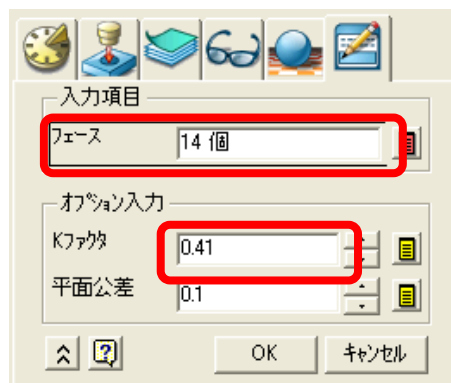 入力項目
フェース 14 個
オプション入力
Kファクタ 0.41
平面公差 0.1
OK キャンセル